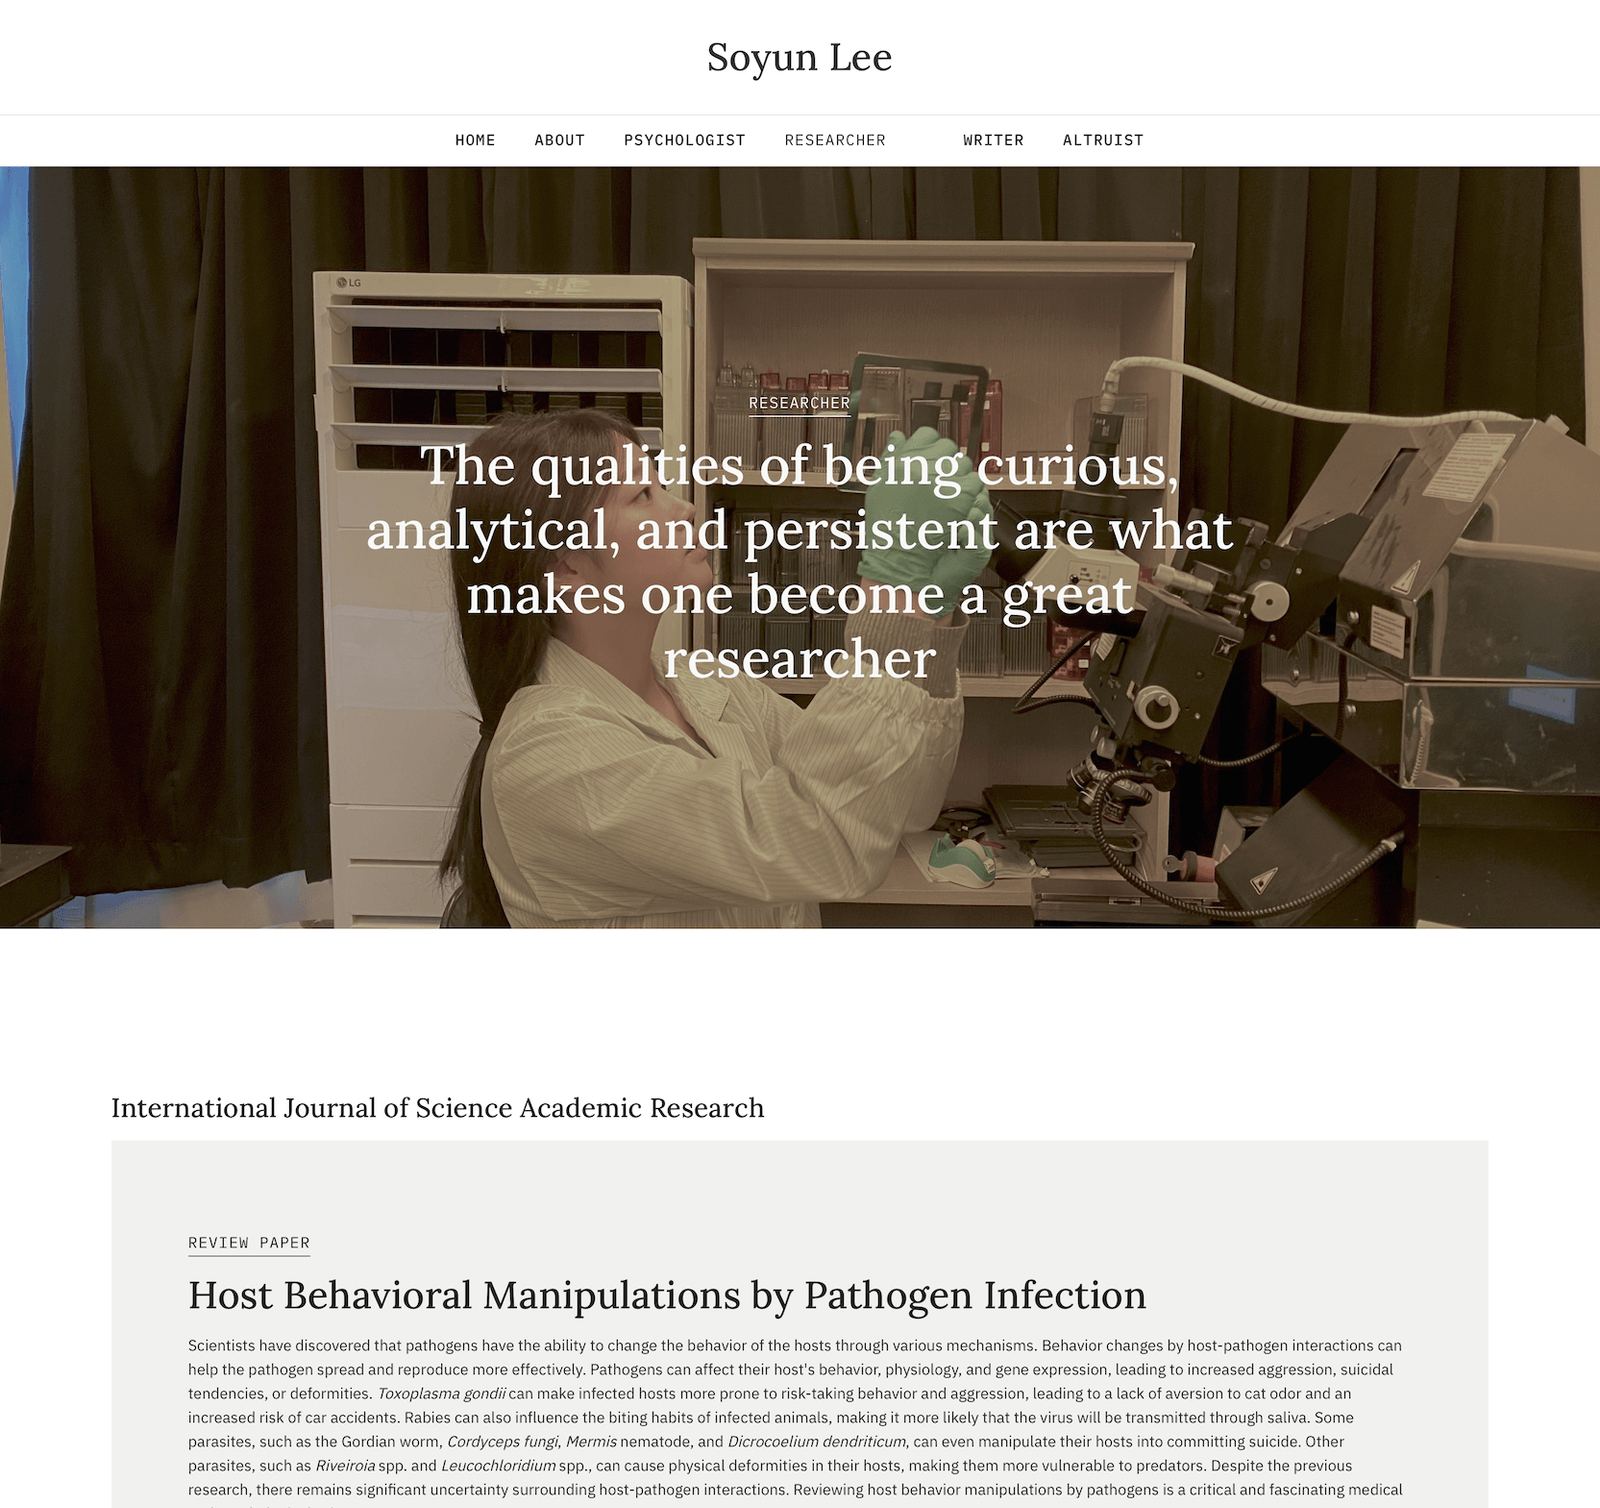 Soyun Lee
HOME ABOUT PSYCHOLOGIST RESEARCHER WRITER ALTRUIST
LG
RESEARCHER
The qualities of being curious,
analytical, and persistent are what
makes one become a great
researcher
International Journal of Science Academic Research
REVIEW PAPER
Host Behavioral Manipulations by Pathogen Infection
Scientists have discovered that pathogens have the ability to change the behavior of the hosts through various mechanisms. Behavior changes by host-pathogen interactions can
help the pathogen spread and reproduce more effectively. Pathogens can affect their host's behavior, physiology, and gene expression, leading to increased aggression, suicidal
tendencies, or deformities. Toxoplasma gondii can make infected hosts more prone to risk-taking behavior and aggression, leading to a lack of aversion to cat odor and an
increased risk of car accidents. Rabies can also influence the biting habits of infected animals, making it more likely that the virus will be transmitted through saliva. Some
parasites, such as the Gordian worm, Cordyceps fungi, Mermis nematode, and Dicrocoelium dendriticum, can even manipulate their hosts into committing suicide. Other
parasites, such as Riveiroia spp. and Leucochloridium spp., can cause physical deformities in their hosts, making them more vulnerable to predators. Despite the previous
research, there remains significant uncertainty surrounding host-pathogen interactions. Reviewing host behavior manipulations by pathogens is a critical and fascinating medical